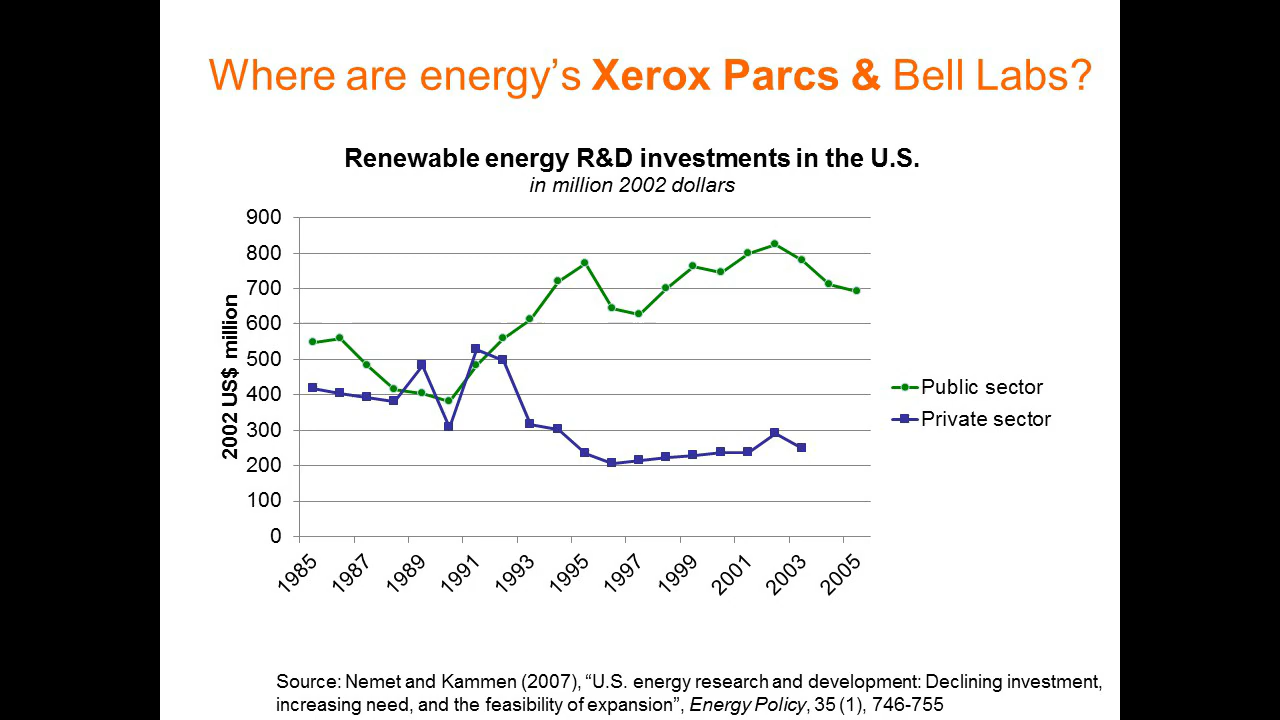 Where are energy’s Xerox Parcs & Bell Labs?
Renewable energy R&D investments in the U.S.
in million 2002 dollars
2002 US$ million
900
800
700
600
500
400
300
200
100
0
1985
1987
1989
1991
1993
1995
1997
1999
2001
2003
2005
Public sector
Private sector
Source: Nemet and Kammen (2007), “U.S. energy research and development: Declining investment,
increasing need, and the feasibility of expansion”, Energy Policy, 35 (1), 746-755